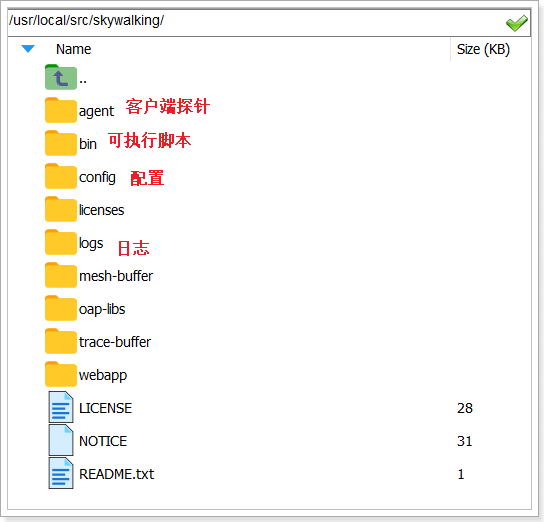 /usr/local/src/skywalking/
Name Size (KB)
..
agent 客户端探针
bin 可执行脚本
config 配置
licenses
logs 日志
mesh-buffer
oap-libs
trace-buffer
webapp
LICENSE 28
NOTICE 31
README.txt 1